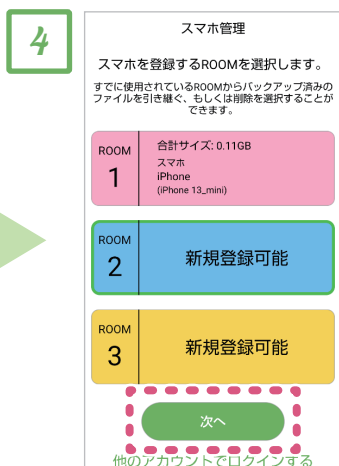 4
スマホ管理
スマホを登録するROOMを選択します。
すでに使用されているROOMからバックアップ済みの
ファイルを引き継ぐ、もしくは削除を選択することが
できます。
ROOM
1
合計サイズ: 0.11GB
スマホ
iPhone
(iPhone 13_mini)
ROOM
2
新規登録可能
ROOM
3
新規登録可能
次へ
他のアカウントでログインする